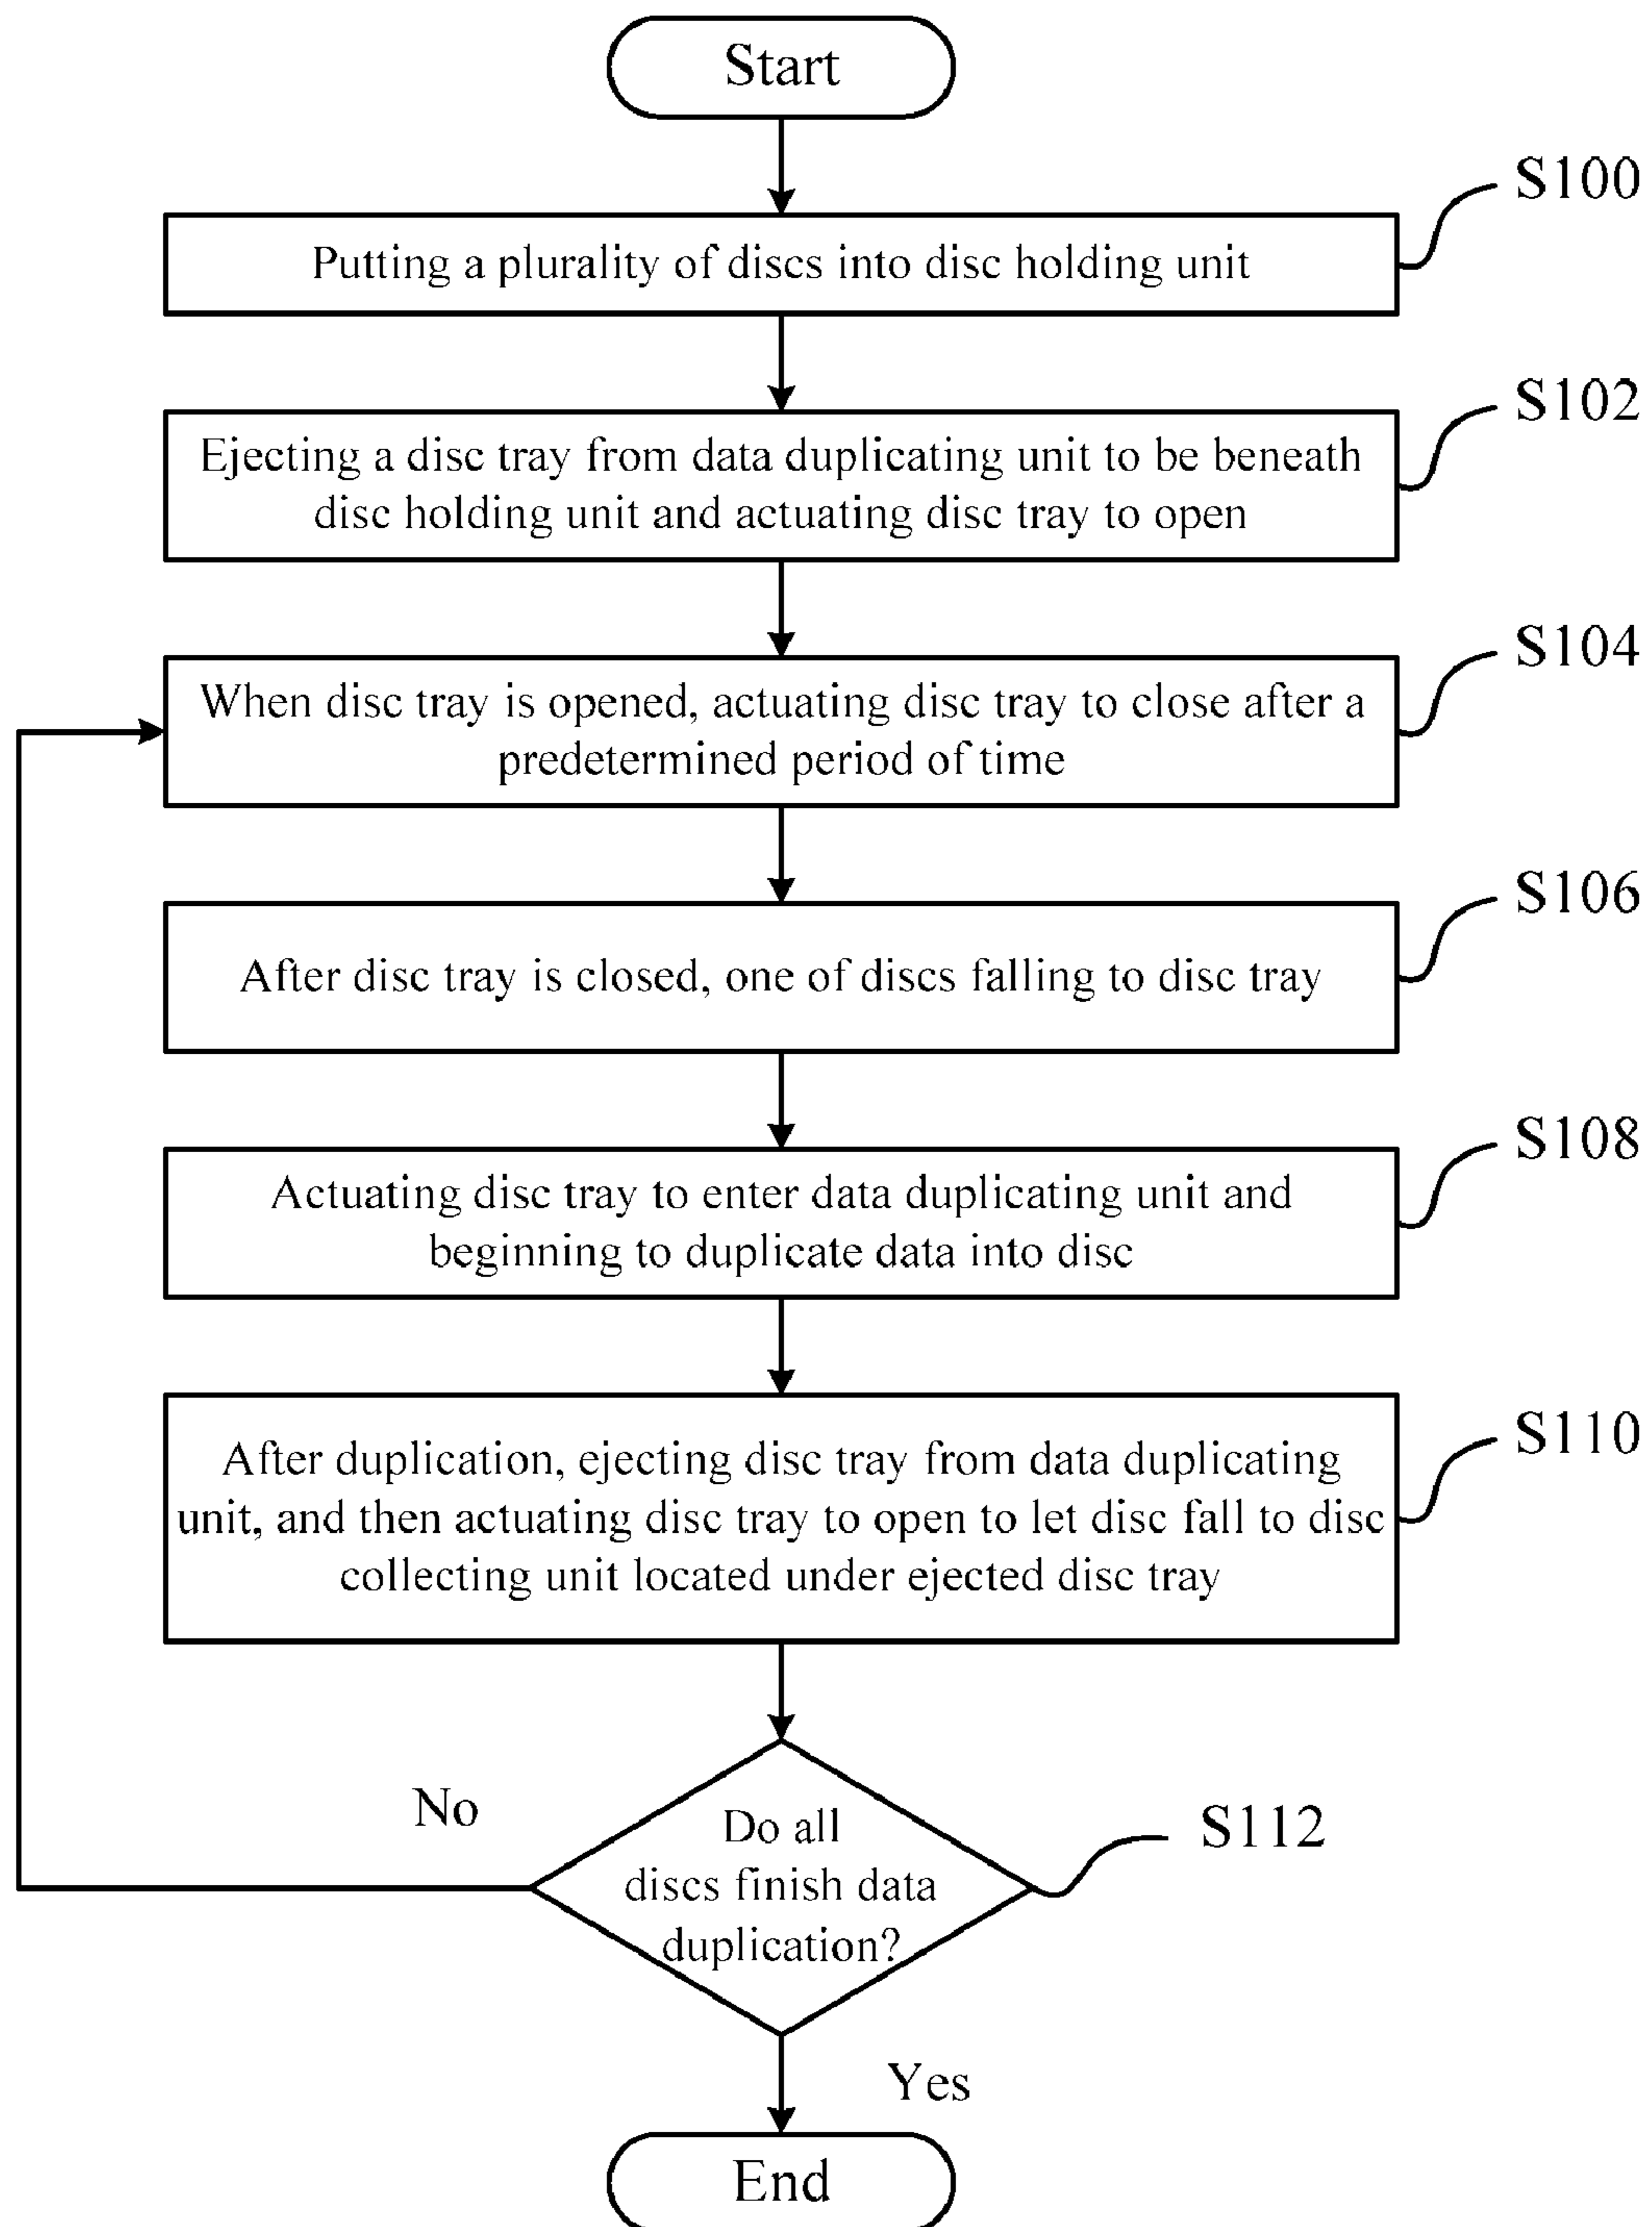 Start
S100
Putting a plurality of discs into disc holding unit
S102
Ejecting a disc tray from data duplicating unit to be beneath
disc holding unit and actuating disc tray to open
S104
When disc tray is opened, actuating disc tray to close after a
predetermined period of time
S106
After disc tray is closed, one of discs falling to disc tray
S108
Actuating disc tray to enter data duplicating unit and
beginning to duplicate data into disc
S110
After duplication, ejecting disc tray from data duplicating
unit, and then actuating disc tray to open to let disc fall to disc
collecting unit located under ejected disc tray
No
S112
Do all
discs finish data
duplication?
Yes
End